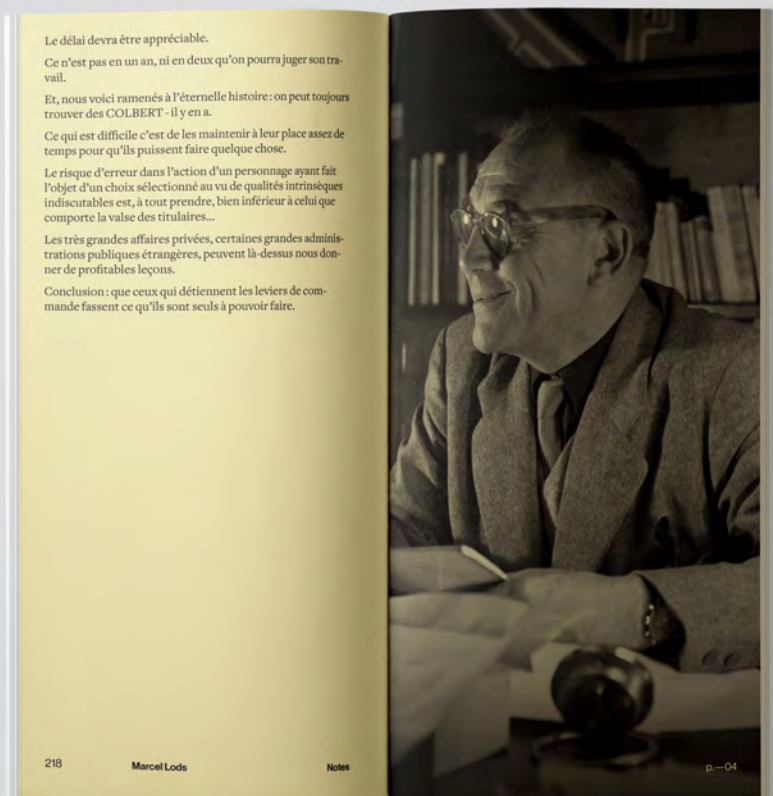 Le délai devra être appréciable.
Ce n'est pas en un an, ni en deux qu'on pourra juger son tra-
vail.
Et, nous voici ramenés à l'éternelle histoire : on peut toujours
trouver des COLBERT - il y en a.
Ce qui est difficile c'est de les maintenir à leur place assez de
temps pour qu'ils puissent faire quelque chose.
Le risque d'erreur dans l'action d'un personnage ayant fait
l'objet d'un choix sélectionné au vu de qualités intrinsèques
indiscutables est, à tout prendre, bien inférieur à celui que
comporte la valse des titulaires...
Les très grandes affaires privées, certaines grandes adminis-
trations publiques étrangères, peuvent là-dessus nous don-
ner de profitables leçons.
Conclusion : que ceux qui détiennent les leviers de com-
mande fassent ce qu'ils sont seuls à pouvoir faire.
218 Marcel Lods Notes
p.—04